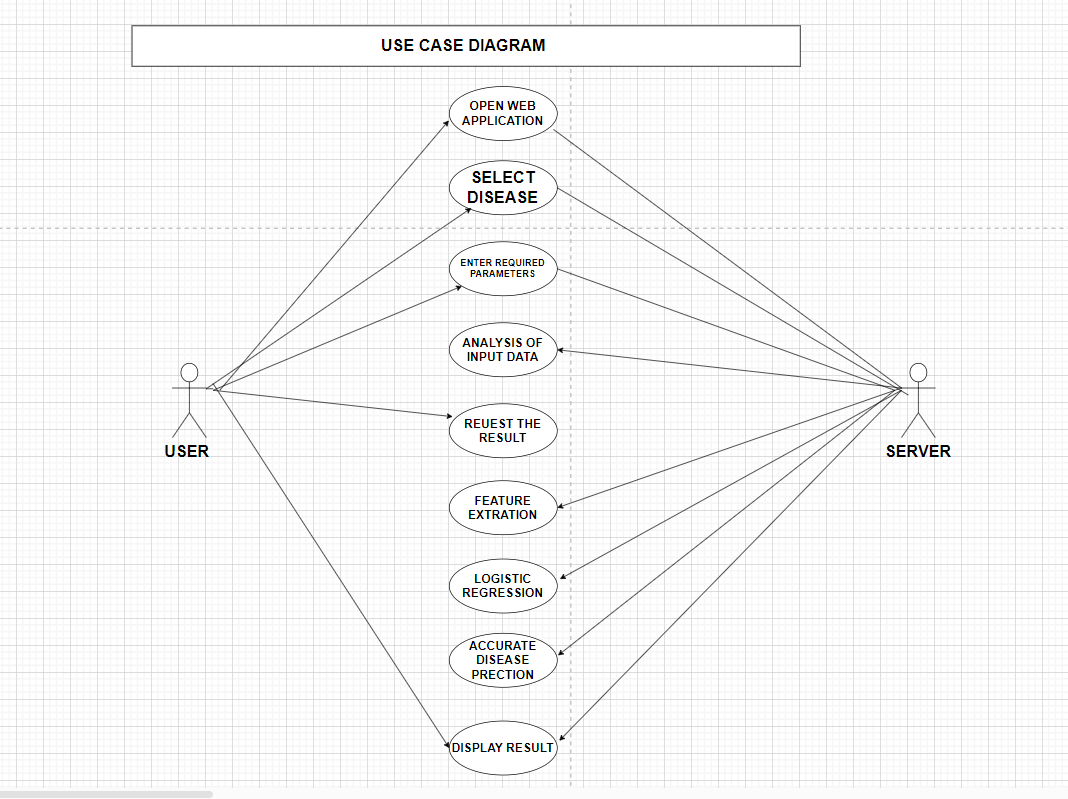 USE CASE DIAGRAM
OPEN WEB
APPLICATION
SELECT
DISEASE
ENTER REQUIRED
PARAMETERS
ANALYSIS OF
INPUT DATA
REUEST THE
RESULT
USER
SERVER
FEATURE
EXTRATION
LOGISTIC
REGRESSION
ACCURATE
DISEASE
PRECTION
DISPLAY RESULT